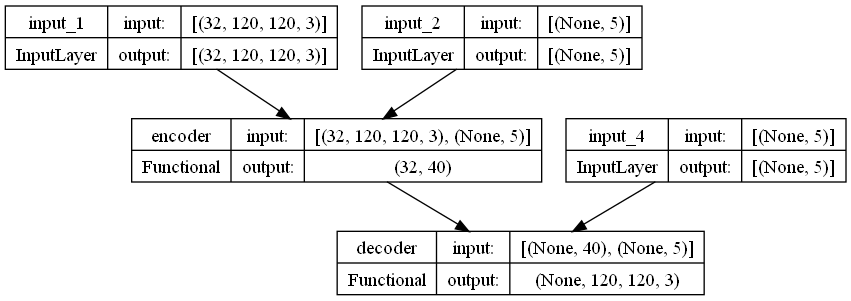 input_1 input: [(32, 120, 120, 3)]
InputLayer output: [(32, 120, 120, 3)]
input_2 input: [(None, 5)]
InputLayer output: [(None, 5)]
encoder input: [(32, 120, 120, 3), (None, 5)]
Functional output: (32, 40)
input_4 input: [(None, 5)]
InputLayer output: [(None, 5)]
decoder input: [(None, 40), (None, 5)]
Functional output: (None, 120, 120, 3)